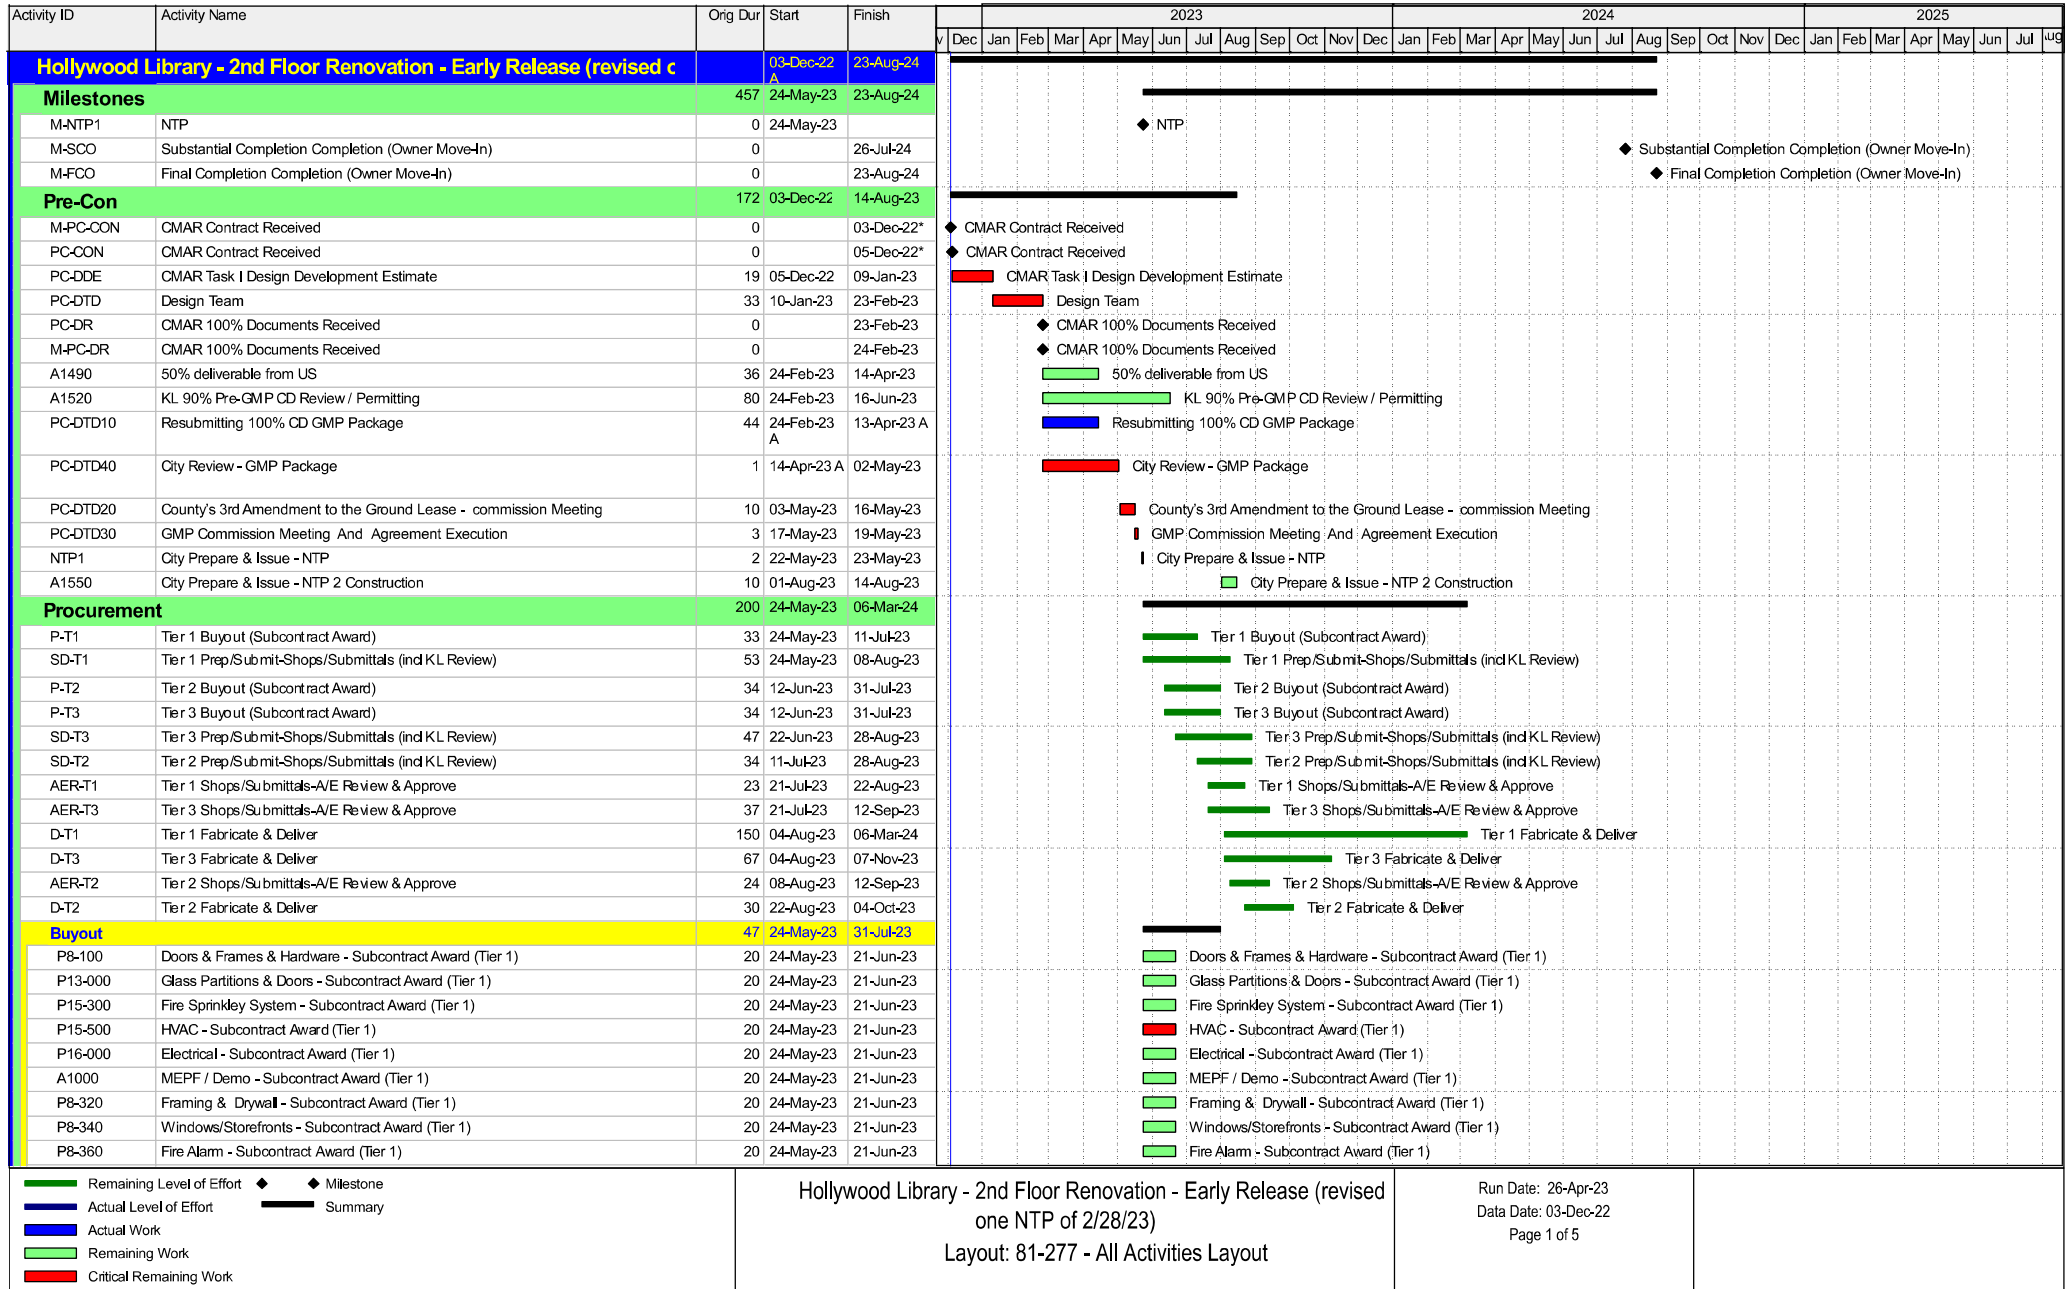 Activity ID Activity Name Orig Dur Start Finish 2023 2024 2025
v Dec Jan Feb Mar Apr May Jun Jul Aug Sep Oct Nov Dec Jan Feb Mar Apr May Jun Jul Aug Sep Oct Nov Dec Jan Feb Mar Apr May Jun Jul ug
Hollywood Library - 2nd Floor Renovation - Early Release (revised c 03-Dec-22 A 23-Aug-24
Milestones 457 24-May-23 23-Aug-24
M-NTP1 NTP 0 24-May-23 NTP
M-SCO Substantial Completion Completion (Owner Move-In) 0 26-Jul-24 Substantial Completion Completion (Owner Move-In)
M-FCO Final Completion Completion (Owner Move-In) 0 23-Aug-24 Final Completion Completion (Owner Move-In)
Pre-Con 172 03-Dec-22 14-Aug-23
M-PC-CON CMAR Contract Received 0 03-Dec-22* CMAR Contract Received
PC-CON CMAR Contract Received 0 05-Dec-22* CMAR Contract Received
PC-DDE CMAR Task I Design Development Estimate 19 05-Dec-22 09-Jan-23 CMAR Task I Design Development Estimate
PC-DTD Design Team 33 10-Jan-23 23-Feb-23 Design Team
PC-DR CMAR 100% Documents Received 0 23-Feb-23 CMAR 100% Documents Received
M-PC-DR CMAR 100% Documents Received 0 24-Feb-23 CMAR 100% Documents Received
A1490 50% deliverable from US 36 24-Feb-23 14-Apr-23 50% deliverable from US
A1520 KL 90% Pre-GMP CD Review / Permitting 80 24-Feb-23 16-Jun-23 KL 90% Pre-GMP CD Review / Permitting
PC-DTD10 Resubmitting 100% CD GMP Package 44 24-Feb-23 A 13-Apr-23 A Resubmitting 100% CD GMP Package
PC-DTD40 City Review - GMP Package 1 14-Apr-23 A 02-May-23 City Review - GMP Package
PC-DTD20 County's 3rd Amendment to the Ground Lease - commission Meeting 10 03-May-23 16-May-23 County's 3rd Amendment to the Ground Lease - commission Meeting
PC-DTD30 GMP Commission Meeting And Agreement Execution 3 17-May-23 19-May-23 GMP Commission Meeting And Agreement Execution
NTP1 City Prepare & Issue - NTP 2 22-May-23 23-May-23 City Prepare & Issue - NTP
A1550 City Prepare & Issue - NTP 2 Construction 10 01-Aug-23 14-Aug-23 City Prepare & Issue - NTP 2 Construction
Procurement 200 24-May-23 06-Mar-24
P-T1 Tier 1 Buyout (Subcontract Award) 33 24-May-23 11-Jul-23 Tier 1 Buyout (Subcontract Award)
SD-T1 Tier 1 Prep/Submit-Shops/Submittals (incl KL Review) 53 24-May-23 08-Aug-23 Tier 1 Prep/Submit-Shops/Submittals (incl KL Review)
P-T2 Tier 2 Buyout (Subcontract Award) 34 12-Jun-23 31-Jul-23 Tier 2 Buyout (Subcontract Award)
P-T3 Tier 3 Buyout (Subcontract Award) 34 12-Jun-23 31-Jul-23 Tier 3 Buyout (Subcontract Award)
SD-T3 Tier 3 Prep/Submit-Shops/Submittals (incl KL Review) 47 22-Jun-23 28-Aug-23 Tier 3 Prep/Submit-Shops/Submittals (incl KL Review)
SD-T2 Tier 2 Prep/Submit-Shops/Submittals (incl KL Review) 34 11-Jul-23 28-Aug-23 Tier 2 Prep/Submit-Shops/Submittals (incl KL Review)
AER-T1 Tier 1 Shops/Submittals-A/E Review & Approve 23 21-Jul-23 22-Aug-23 Tier 1 Shops/Submittals-A/E Review & Approve
AER-T3 Tier 3 Shops/Submittals-A/E Review & Approve 37 21-Jul-23 12-Sep-23 Tier 3 Shops/Submittals-A/E Review & Approve
D-T1 Tier 1 Fabricate & Deliver 150 04-Aug-23 06-Mar-24 Tier 1 Fabricate & Deliver
D-T3 Tier 3 Fabricate & Deliver 67 04-Aug-23 07-Nov-23 Tier 3 Fabricate & Deliver
AER-T2 Tier 2 Shops/Submittals-A/E Review & Approve 24 08-Aug-23 12-Sep-23 Tier 2 Shops/Submittals-A/E Review & Approve
D-T2 Tier 2 Fabricate & Deliver 30 22-Aug-23 04-Oct-23 Tier 2 Fabricate & Deliver
Buyout 47 24-May-23 31-Jul-23
P8-100 Doors & Frames & Hardware - Subcontract Award (Tier 1) 20 24-May-23 21-Jun-23 Doors & Frames & Hardware - Subcontract Award (Tier 1)
P13-000 Glass Partitions & Doors - Subcontract Award (Tier 1) 20 24-May-23 21-Jun-23 Glass Partitions & Doors - Subcontract Award (Tier 1)
P15-300 Fire Sprinkley System - Subcontract Award (Tier 1) 20 24-May-23 21-Jun-23 Fire Sprinkley System - Subcontract Award (Tier 1)
P15-500 HVAC - Subcontract Award (Tier 1) 20 24-May-23 21-Jun-23 HVAC - Subcontract Award (Tier 1)
P16-000 Electrical - Subcontract Award (Tier 1) 20 24-May-23 21-Jun-23 Electrical - Subcontract Award (Tier 1)
A1000 MEPF / Demo - Subcontract Award (Tier 1) 20 24-May-23 21-Jun-23 MEPF / Demo - Subcontract Award (Tier 1)
P8-320 Framing & Drywall - Subcontract Award (Tier 1) 20 24-May-23 21-Jun-23 Framing & Drywall - Subcontract Award (Tier 1)
P8-340 Windows/Storefronts - Subcontract Award (Tier 1) 20 24-May-23 21-Jun-23 Windows/Storefronts - Subcontract Award (Tier 1)
P8-360 Fire Alarm - Subcontract Award (Tier 1) 20 24-May-23 21-Jun-23 Fire Alarm - Subcontract Award (Tier 1)
Remaining Level of Effort Milestone
Actual Level of Effort Summary
Actual Work
Remaining Work
Critical Remaining Work
Hollywood Library - 2nd Floor Renovation - Early Release (revised
one NTP of 2/28/23)
Layout: 81-277 - All Activities Layout
Run Date: 26-Apr-23
Data Date: 03-Dec-22
Page 1 of 5